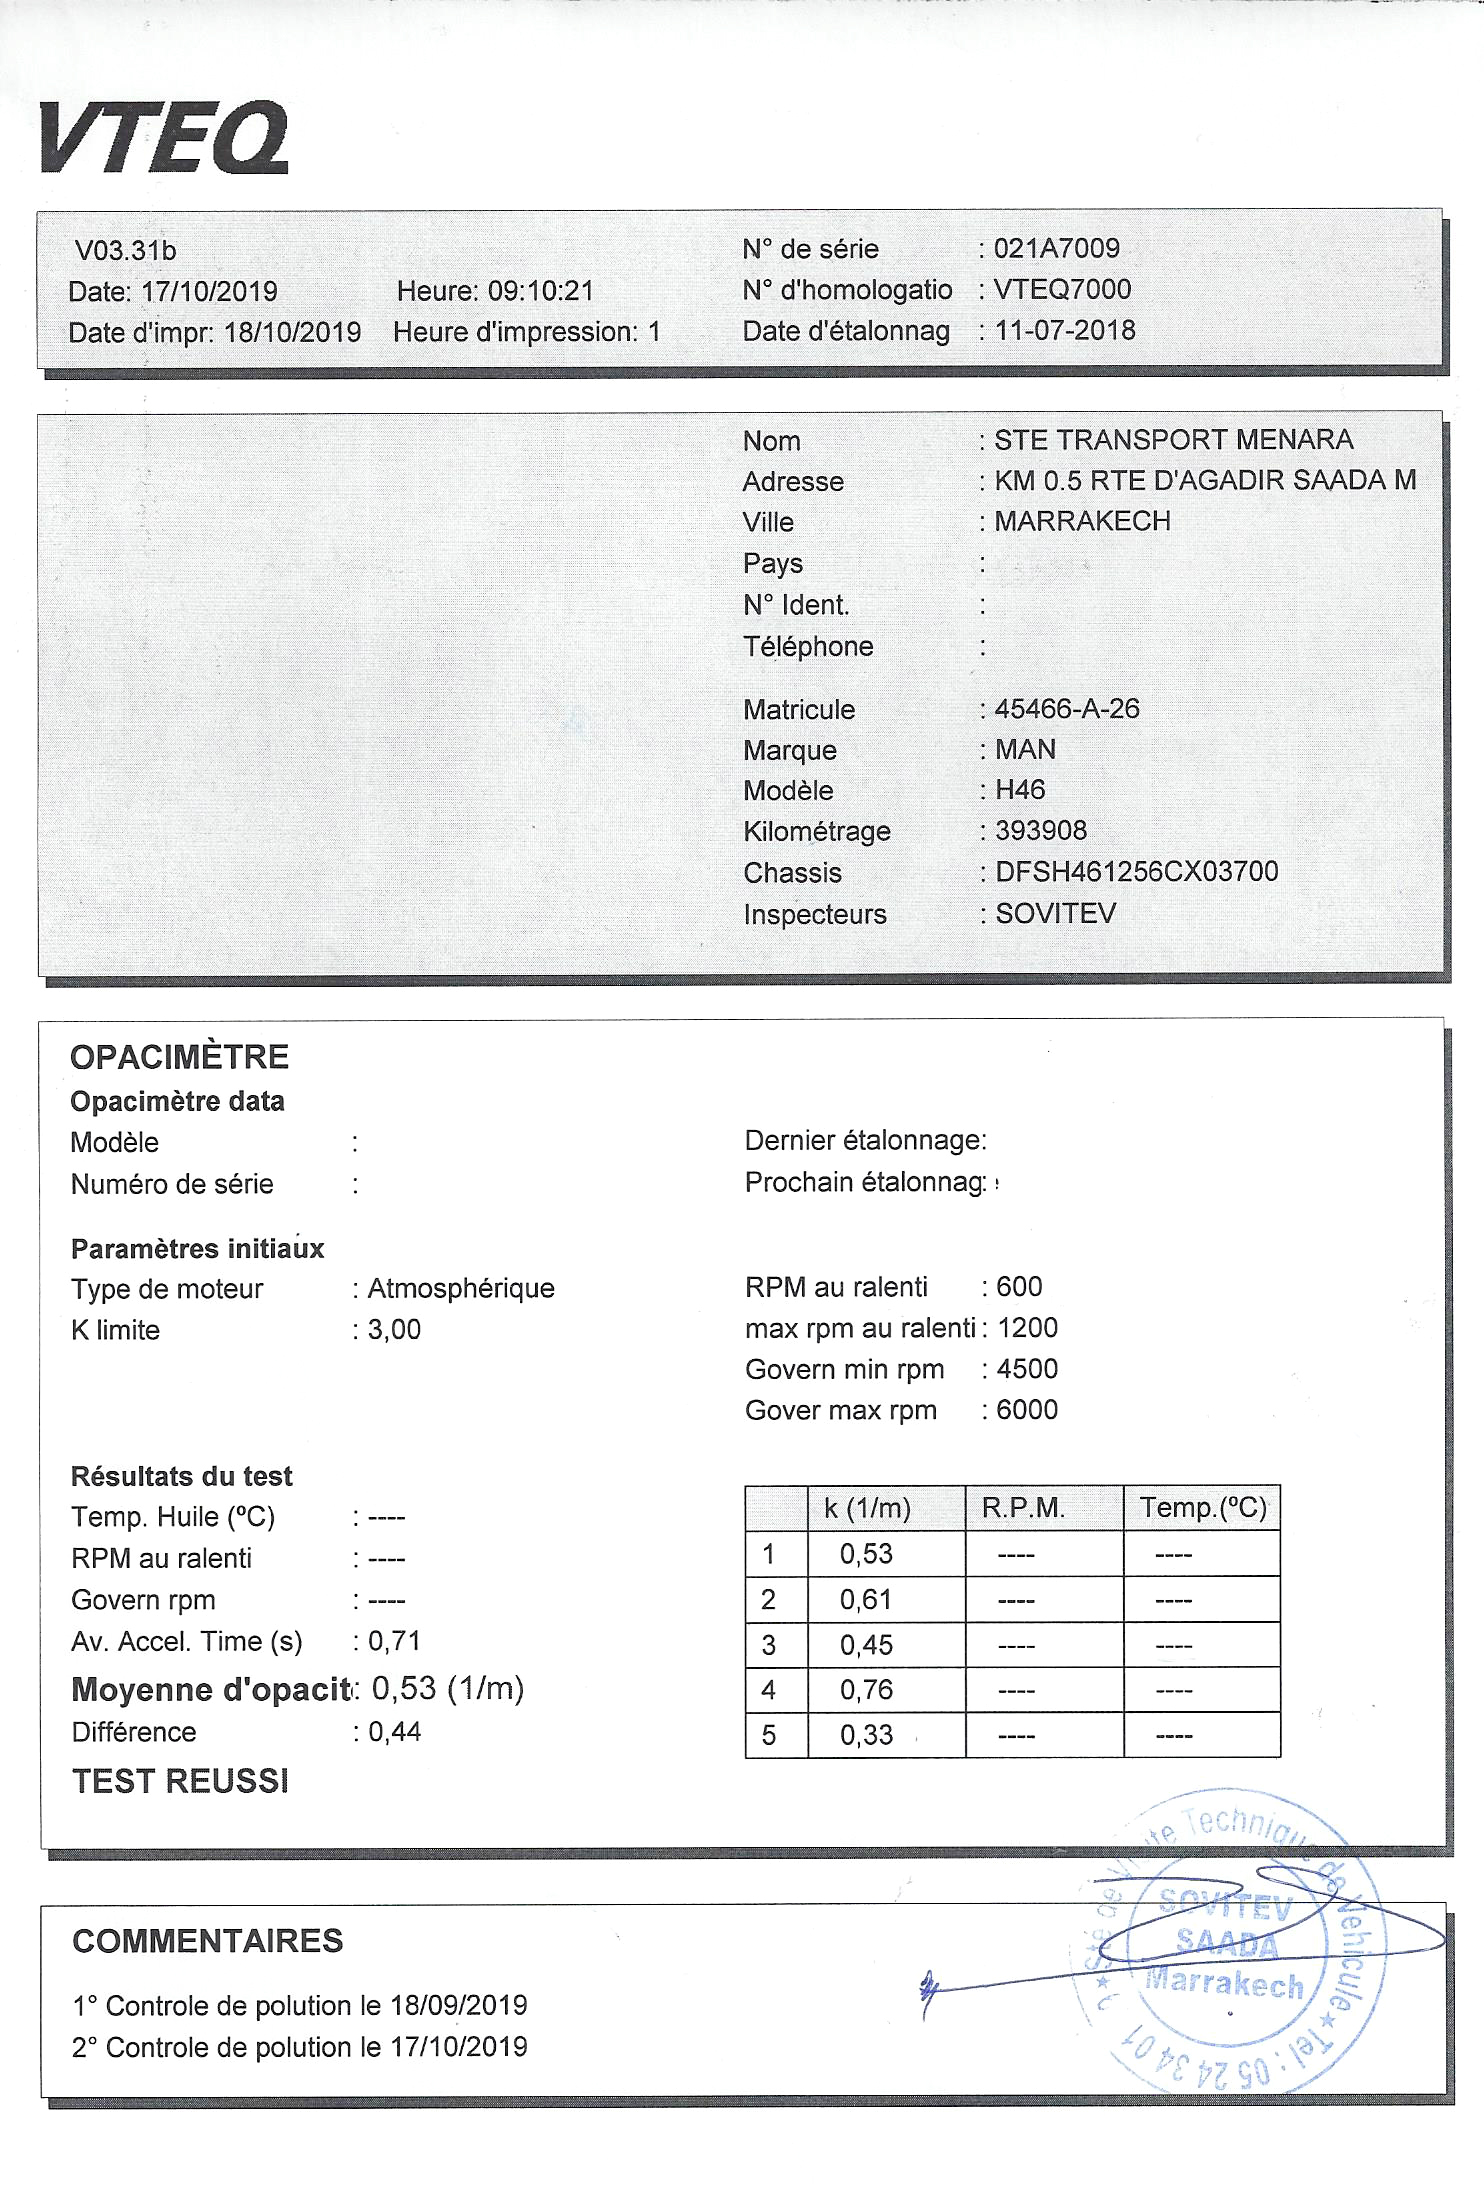 VTEQ
V03.31b
Date: 17/10/2019 Heure: 09:10:21
Date d'impr: 18/10/2019 Heure d'impression: 1
N° de série : 021A7009
N° d'homologatio : VTEQ7000
Date d'étalonnag : 11-07-2018
Nom : STE TRANSPORT MENARA
Adresse : KM 0.5 RTE D'AGADIR SAADA M
Ville : MARRAKECH
Pays :
N° Ident. :
Téléphone :
Matricule : 45466-A-26
Marque : MAN
Modèle : H46
Kilométrage : 393908
Chassis : DFSH461256CX03700
Inspecteurs : SOVITEV
OPACIMÈTRE
Opacimètre data
Modèle :
Numéro de série :
Dernier étalonnage:
Prochain étalonnag:
Paramètres initiaux
Type de moteur : Atmosphérique
K limite : 3,00
RPM au ralenti : 600
max rpm au ralenti : 1200
Govern min rpm : 4500
Gover max rpm : 6000
Résultats du test
Temp. Huile (ºC) : ----
RPM au ralenti : ----
Govern rpm : ----
Av. Accel. Time (s) : 0,71
Moyenne d'opacit: 0,53 (1/m)
Différence : 0,44
TEST REUSSI
k (1/m) R.P.M. Temp.(ºC)
1 0,53 ---- ----
2 0,61 ---- ----
3 0,45 ---- ----
4 0,76 ---- ----
5 0,33 ---- ----
COMMENTAIRES
1° Controle de polution le 18/09/2019
2° Controle de polution le 17/10/2019
Sté de Visite Technique de Vehicule
Tel : 05 24 34 01
SOVITEV
SAADA
Marrakech